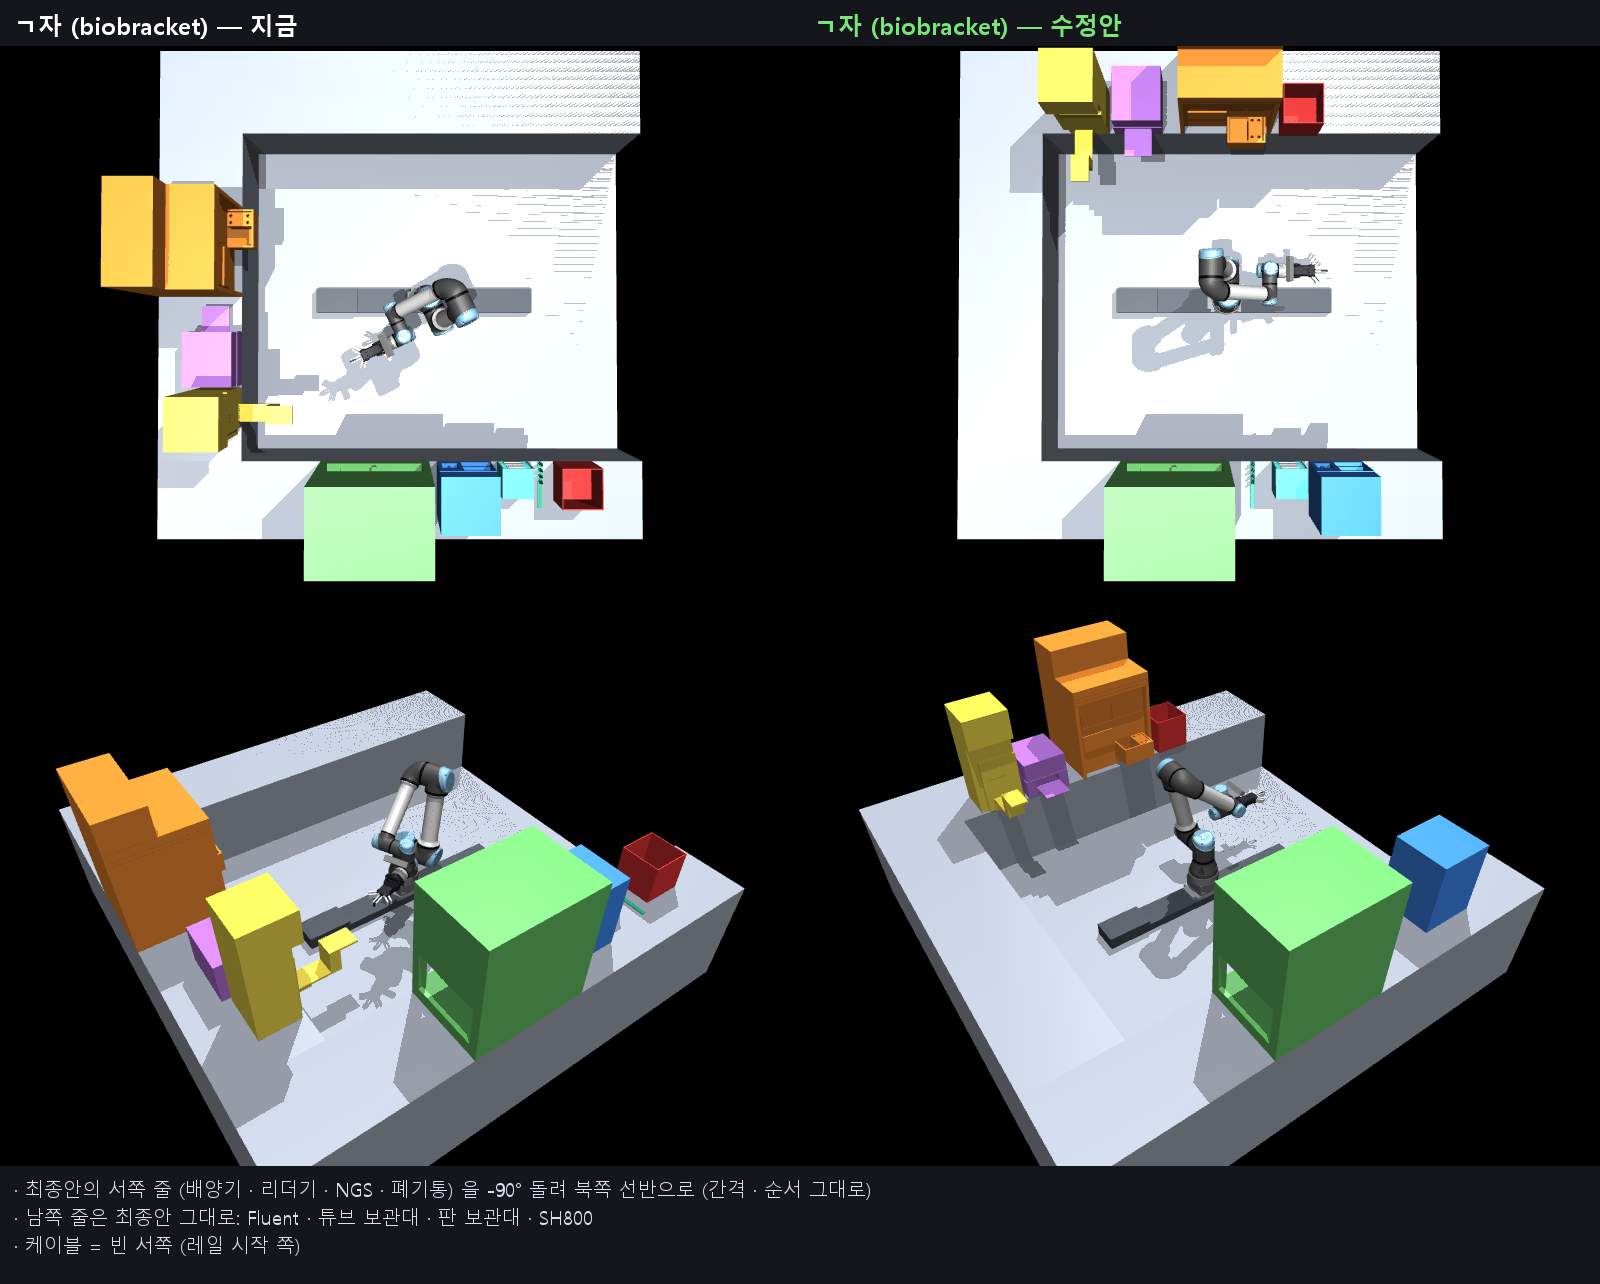 ㄱ자 (biobracket) — 지금
ㄱ자 (biobracket) — 수정안
· 최종안의 서쪽 줄 (배양기 · 리더기 · NGS · 폐기통) 을 -90° 돌려 북쪽 선반으로 (간격 · 순서 그대로)
· 남쪽 줄은 최종안 그대로: Fluent · 튜브 보관대 · 판 보관대 · SH800
· 케이블 = 빈 서쪽 (레일 시작 쪽)